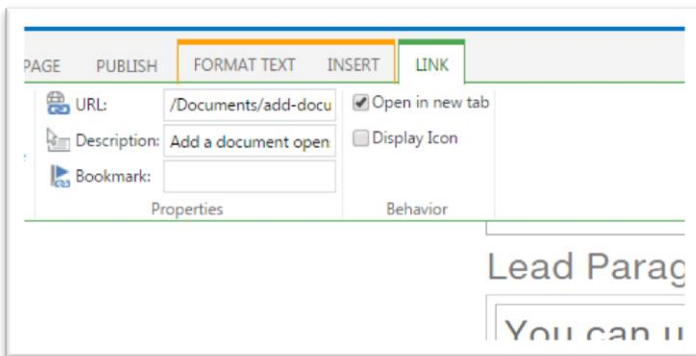 PAGE PUBLISH FORMAT TEXT INSERT LINK
URL: /Documents/add-docu Open in new tab
Description: Add a document open Display Icon
Bookmark:
Properties Behavior
Lead Parag
You can u